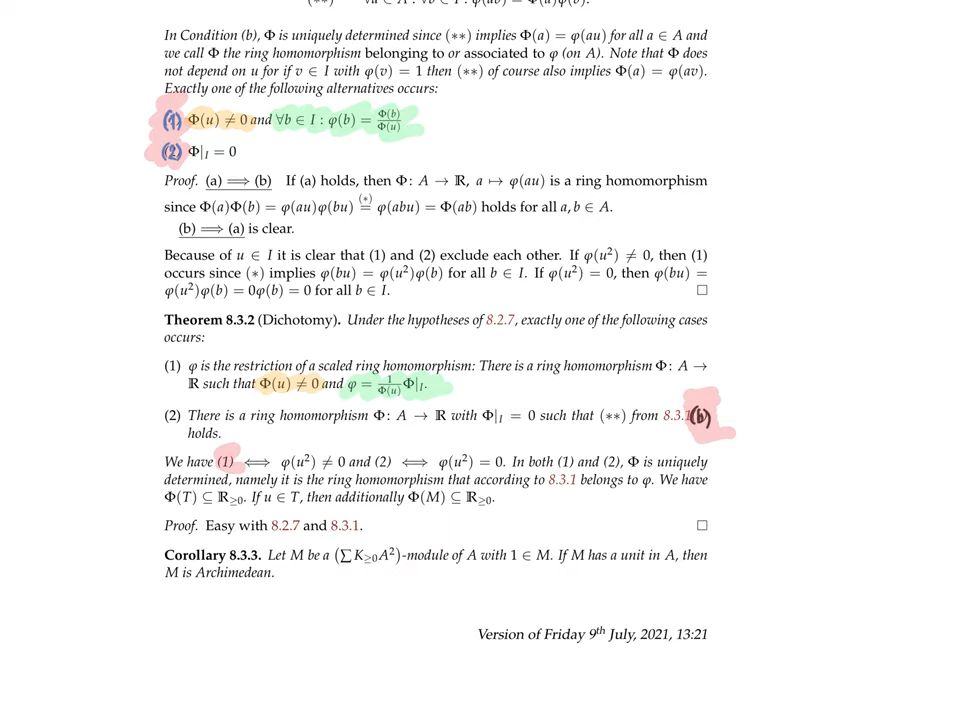 (∗∗) ∀a ∈ A : ∀b ∈ I : φ(ab) = Φ(a)φ(b).
In Condition (b), Φ is uniquely determined since (∗∗) implies Φ(a) = φ(au) for all a ∈ A and
we call Φ the ring homomorphism belonging to or associated to φ (on A). Note that Φ does
not depend on u for if v ∈ I with φ(v) = 1 then (∗∗) of course also implies Φ(a) = φ(av).
Exactly one of the following alternatives occurs:
(1) Φ(u) ≠ 0 and ∀b ∈ I : φ(b) = Φ(b)/Φ(u)
(2) Φ|_I = 0
Proof. (a) ⟹ (b) If (a) holds, then Φ: A → ℝ, a ↦ φ(au) is a ring homomorphism
since Φ(a)Φ(b) = φ(au)φ(bu) (∗)= φ(abu) = Φ(ab) holds for all a, b ∈ A.
(b) ⟹ (a) is clear.
Because of u ∈ I it is clear that (1) and (2) exclude each other. If φ(u²) ≠ 0, then (1)
occurs since (∗) implies φ(bu) = φ(u²)φ(b) for all b ∈ I. If φ(u²) = 0, then φ(bu) =
φ(u²)φ(b) = 0φ(b) = 0 for all b ∈ I. □
Theorem 8.3.2 (Dichotomy). Under the hypotheses of 8.2.7, exactly one of the following cases
occurs:
(1) φ is the restriction of a scaled ring homomorphism: There is a ring homomorphism Φ: A →
ℝ such that Φ(u) ≠ 0 and φ = 1/Φ(u) Φ|_I.
(2) There is a ring homomorphism Φ: A → ℝ with Φ|_I = 0 such that (∗∗) from 8.3.1(b)
holds.
We have (1) ⟺ φ(u²) ≠ 0 and (2) ⟺ φ(u²) = 0. In both (1) and (2), Φ is uniquely
determined, namely it is the ring homomorphism that according to 8.3.1 belongs to φ. We have
Φ(T) ⊆ ℝ≥0. If u ∈ T, then additionally Φ(M) ⊆ ℝ≥0.
Proof. Easy with 8.2.7 and 8.3.1. □
Corollary 8.3.3. Let M be a (∑ K≥0A²)-module of A with 1 ∈ M. If M has a unit in A, then
M is Archimedean.
Version of Friday 9th July, 2021, 13:21